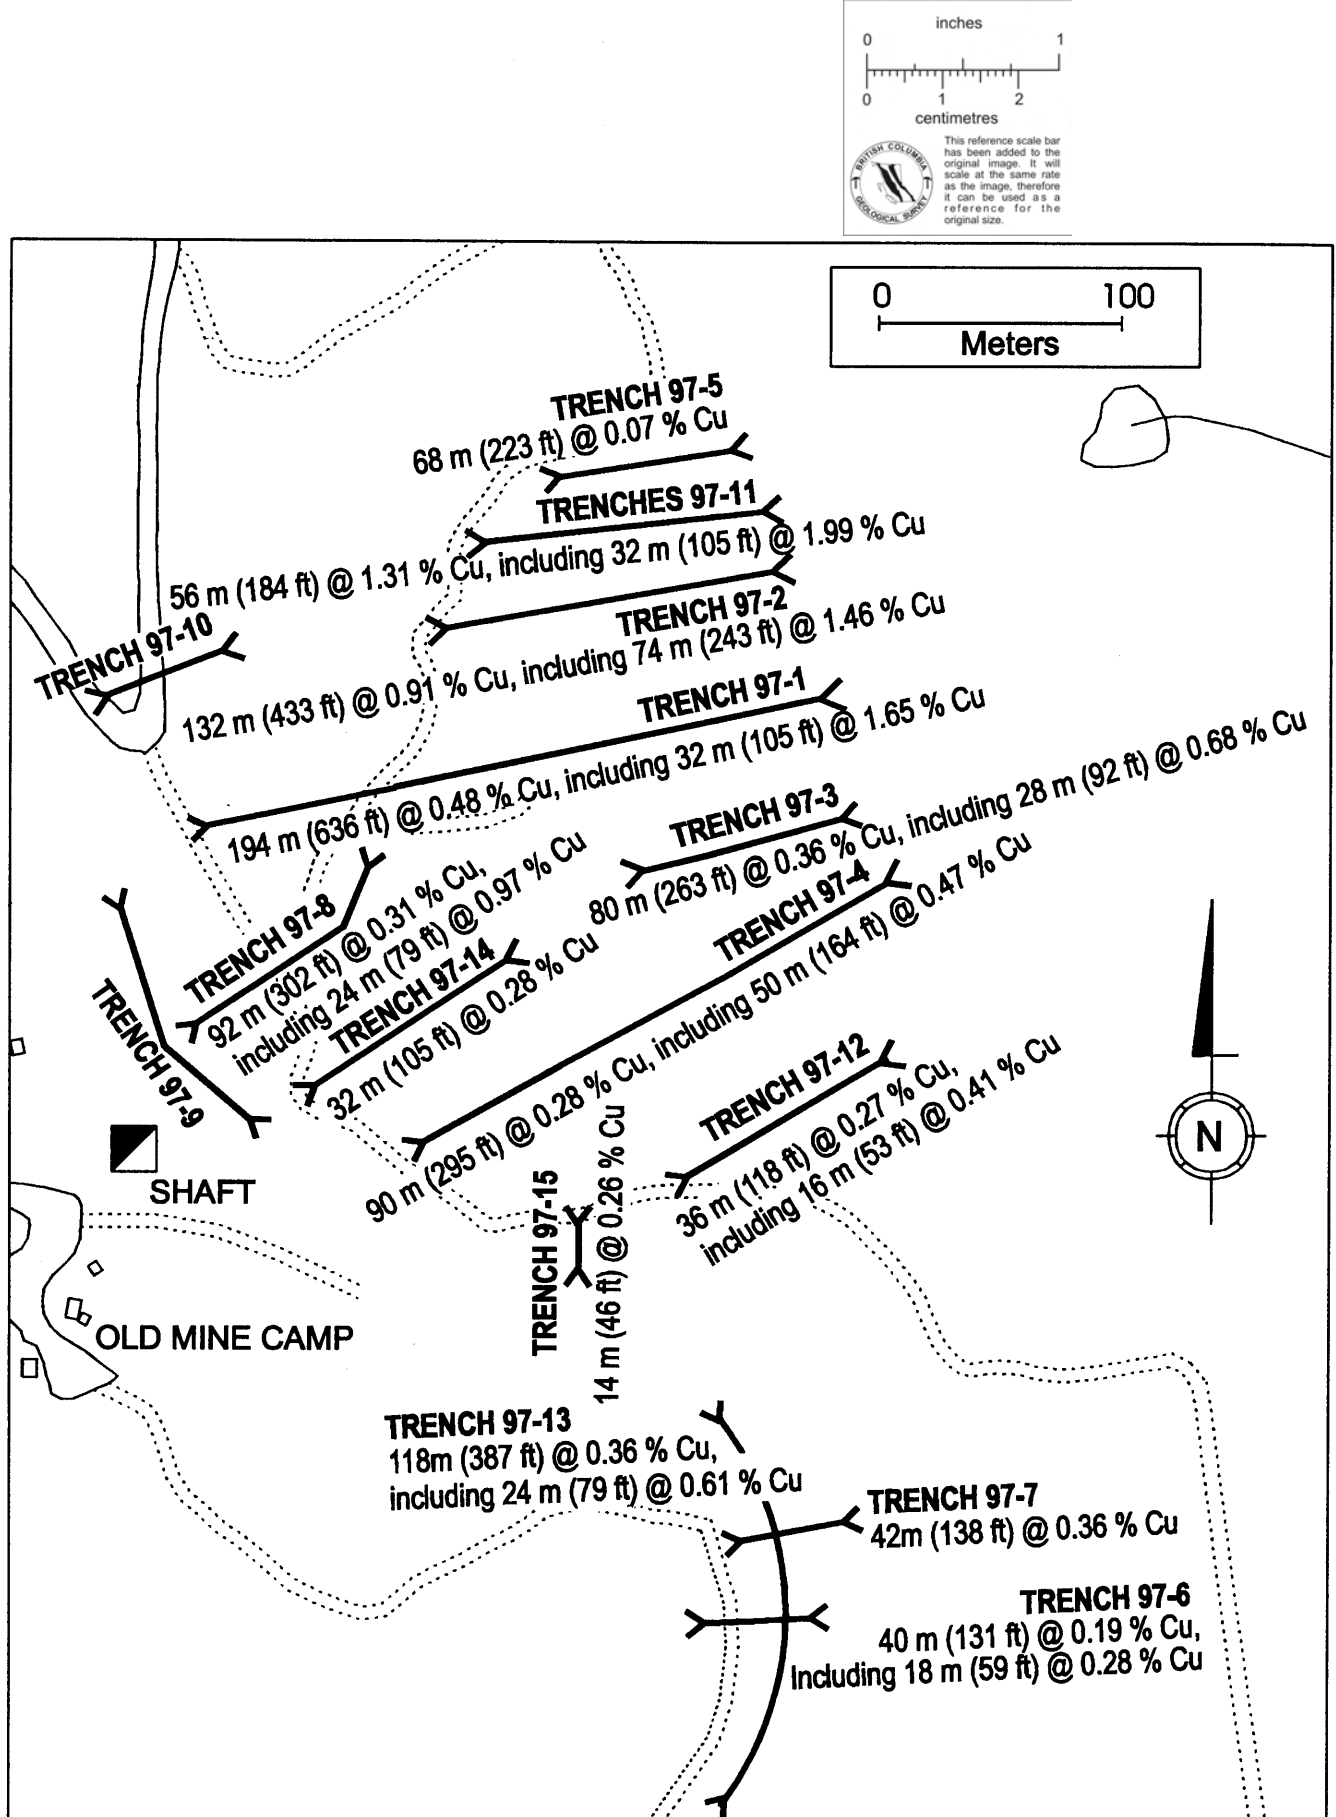 inches
0 1
0 1 2
centimetres
This reference scale bar
has been added to the
original image. It will
scale at the same rate
as the image, therefore
it can be used as a
reference for the
original size.
BRITISH COLUMBIA
GEOLOGICAL SURVEY
0 100
Meters
TRENCH 97-5
68 m (223 ft) @ 0.07 % Cu
TRENCHES 97-11
56 m (184 ft) @ 1.31 % Cu, including 32 m (105 ft) @ 1.99 % Cu
TRENCH 97-2
132 m (433 ft) @ 0.91 % Cu, including 74 m (243 ft) @ 1.46 % Cu
TRENCH 97-10
TRENCH 97-1
194 m (636 ft) @ 0.48 % Cu, including 32 m (105 ft) @ 1.65 % Cu
TRENCH 97-3
80 m (263 ft) @ 0.36 % Cu, including 28 m (92 ft) @ 0.68 % Cu
TRENCH 97-8
92 m (302 ft) @ 0.31 % Cu,
including 24 m (79 ft) @ 0.97 % Cu
TRENCH 97-14
32 m (105 ft) @ 0.28 % Cu
TRENCH 97-4
90 m (295 ft) @ 0.28 % Cu, including 50 m (164 ft) @ 0.47 % Cu
TRENCH 97-9
TRENCH 97-12
36 m (118 ft) @ 0.27 % Cu,
including 16 m (53 ft) @ 0.41 % Cu
N
SHAFT
TRENCH 97-15
14 m (46 ft) @ 0.26 % Cu
OLD MINE CAMP
TRENCH 97-13
118m (387 ft) @ 0.36 % Cu,
including 24 m (79 ft) @ 0.61 % Cu
TRENCH 97-7
42m (138 ft) @ 0.36 % Cu
TRENCH 97-6
40 m (131 ft) @ 0.19 % Cu,
Including 18 m (59 ft) @ 0.28 % Cu